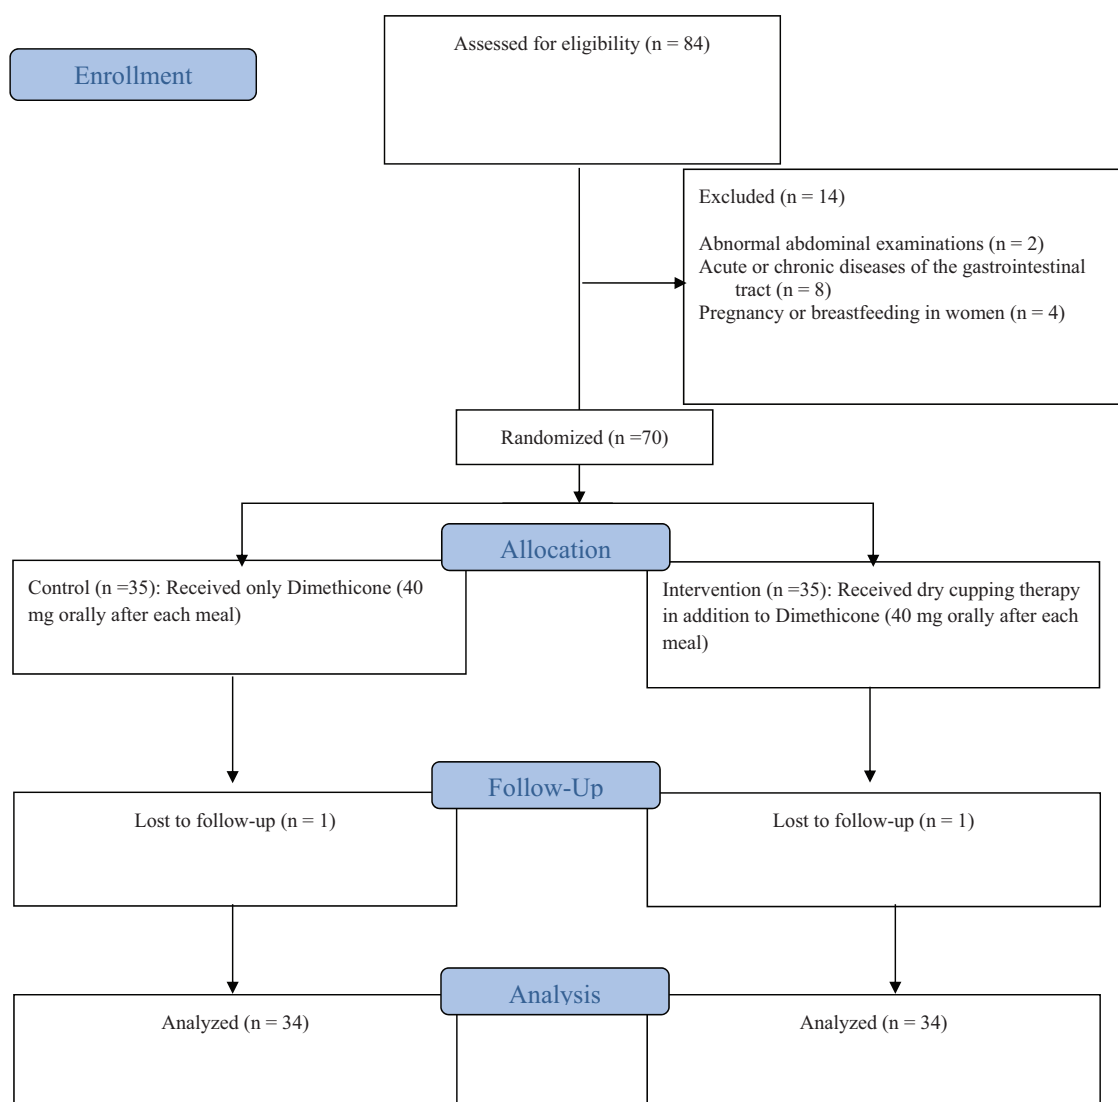 Assessed for eligibility (n = 84)
Enrollment
Excluded (n = 14)
Abnormal abdominal examinations (n = 2)
Acute or chronic diseases of the gastrointestinal
tract (n = 8)
Pregnancy or breastfeeding in women (n = 4)
Randomized (n =70)
Allocation
Control (n =35): Received only Dimethicone (40
mg orally after each meal)
Intervention (n =35): Received dry cupping therapy
in addition to Dimethicone (40 mg orally after each
meal)
Follow-Up
Lost to follow-up (n = 1)
Lost to follow-up (n = 1)
Analysis
Analyzed (n = 34)
Analyzed (n = 34)